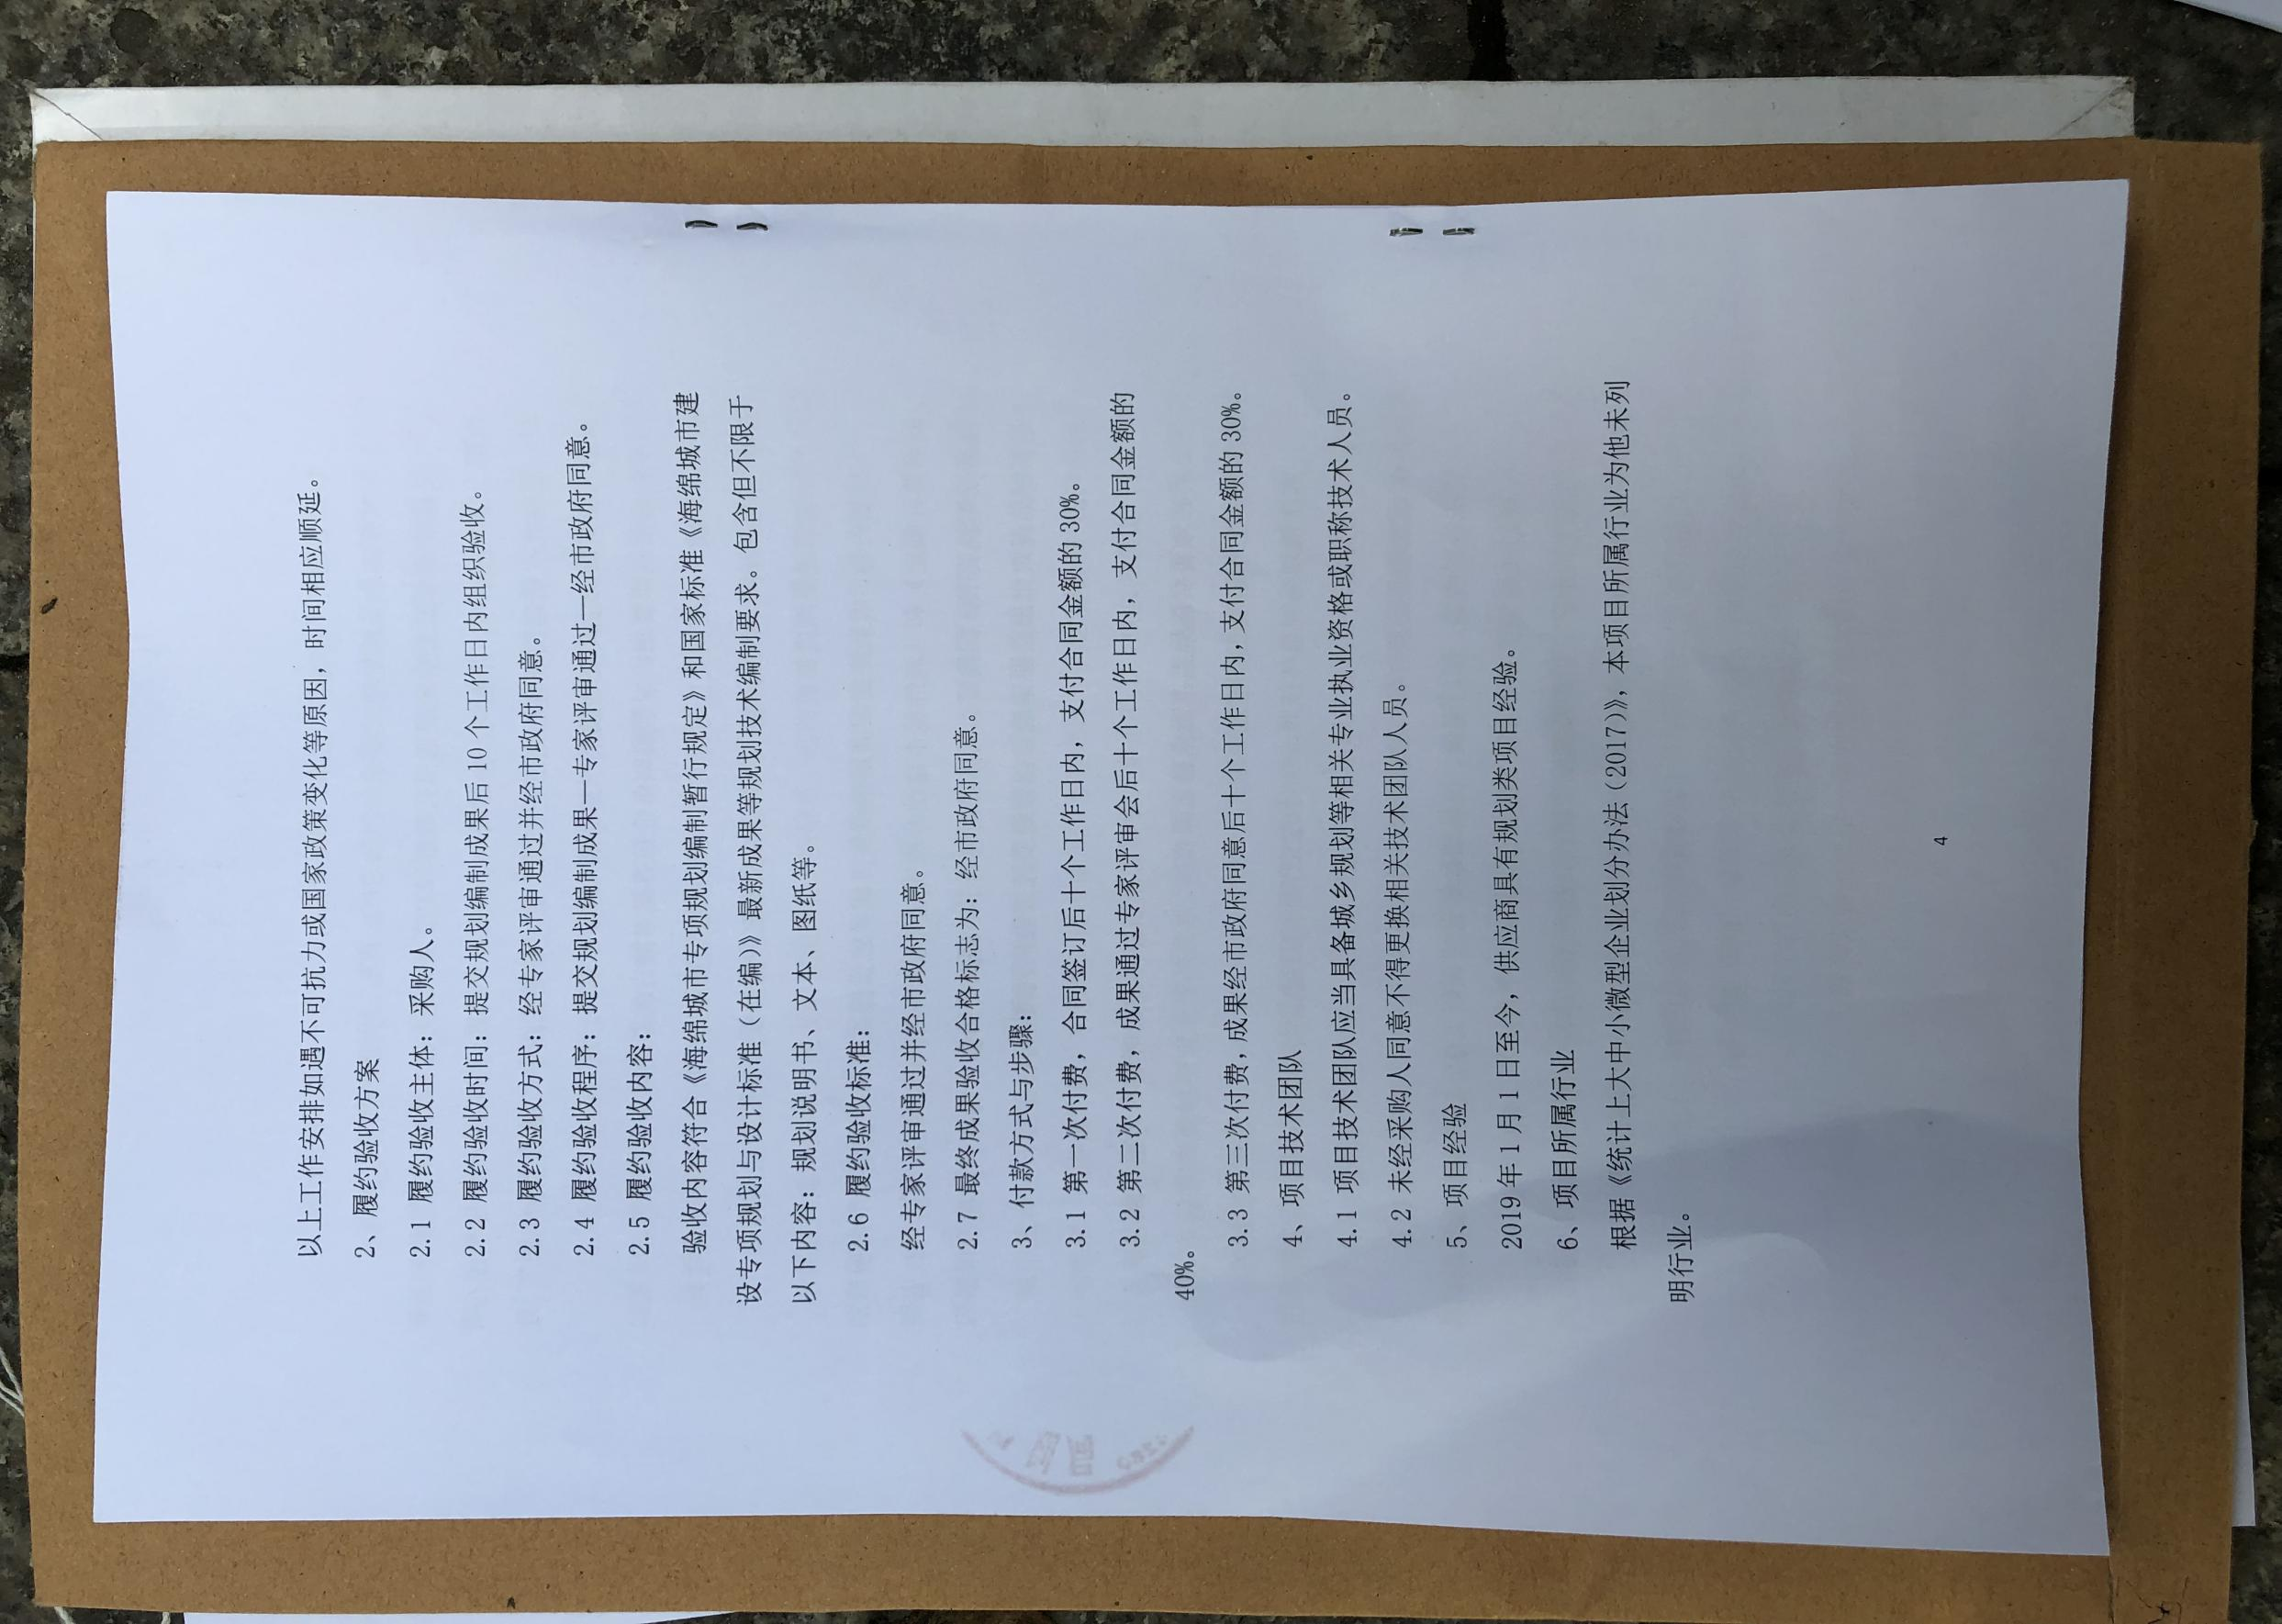 以上工作安排如遇不可抗力或国家政策变化等原因，时间相应顺延。
2、履约验收方案
2.1 履约验收主体：采购人。
2.2 履约验收时间：提交规划编制成果后 10 个工作日内组织验收。
2.3 履约验收方式：经专家评审通过并经市政府同意。
2.4 履约验收程序：提交规划编制成果—专家评审通过—经市政府同意。
2.5 履约验收内容：
验收内容符合《海绵城市专项规划编制暂行规定》和国家标准《海绵城市建
设专项规划与设计标准（在编）》最新成果等规划技术编制要求。包含但不限于
以下内容：规划说明书、文本、图纸等。
2.6 履约验收标准：
经专家评审通过并经市政府同意。
2.7 最终成果验收合格标志为：经市政府同意。
3、付款方式与步骤：
3.1 第一次付费，合同签订后十个工作日内，支付合同金额的 30%。
3.2 第二次付费，成果通过专家评审会后十个工作日内，支付合同金额的
40%。
3.3 第三次付费，成果经市政府同意后十个工作日内，支付合同金额的 30%。
4、项目技术团队
4.1 项目技术团队应当具备城乡规划等相关专业执业资格或职称技术人员。
4.2 未经采购人同意不得更换相关技术团队人员。
5、项目经验
2019 年 1 月 1 日至今，供应商具有规划类项目经验。
6、项目所属行业
根据《统计上大中小微型企业划分办法（2017）》，本项目所属行业为他未列
明行业。
4